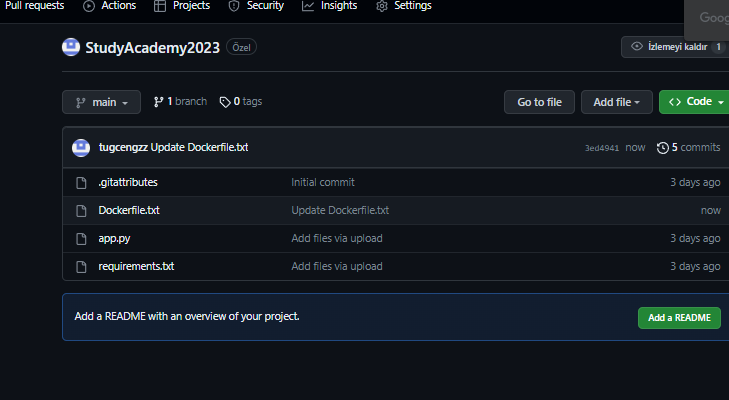 Pull requests Actions Projects Security Insights Settings
Goog
StudyAcademy2023 Özel İzlemeyi kaldır 1
main 1 branch 0 tags Go to file Add file Code
tugcengzz Update Dockerfile.txt 3ed4941 now 5 commits
.gitattributes Initial commit 3 days ago
Dockerfile.txt Update Dockerfile.txt now
app.py Add files via upload 3 days ago
requirements.txt Add files via upload 3 days ago
Add a README with an overview of your project. Add a README